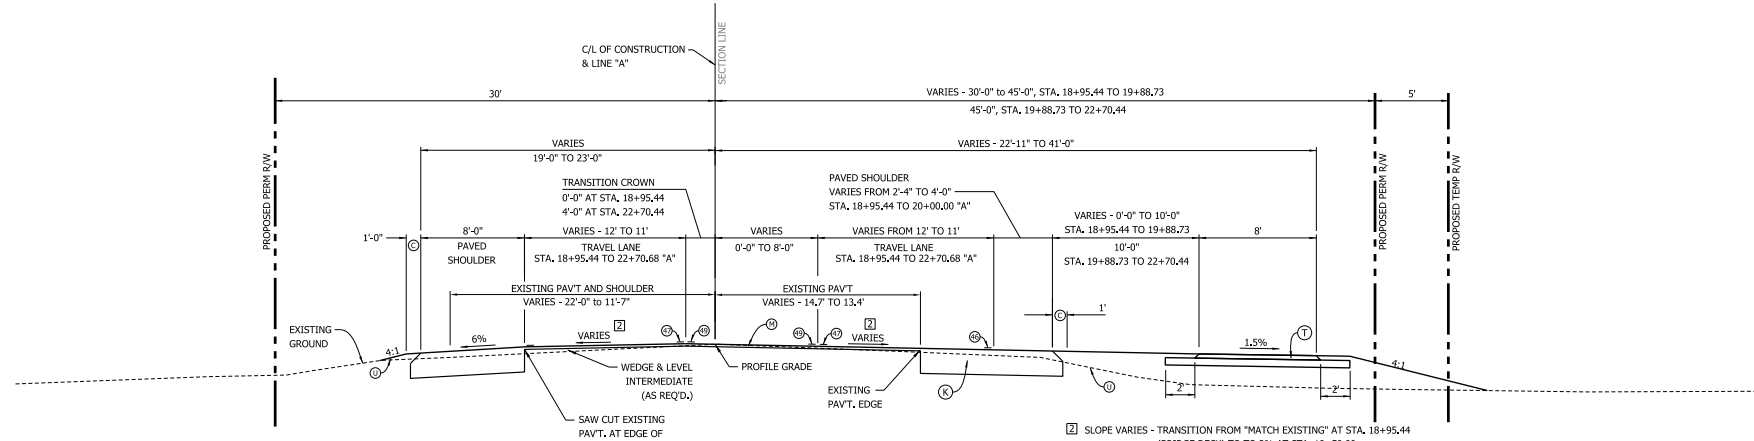 C/L OF CONSTRUCTION
& LINE "A"
SECTION LINE
30'
VARIES - 30'-0" to 45'-0", STA. 18+95.44 TO 19+88.73
45'-0", STA. 19+88.73 TO 22+70.44
5'
PROPOSED PERM R/W
PROPOSED PERM R/W
PROPOSED TEMP R/W
VARIES
19'-0" TO 23'-0"
VARIES - 22'-11" TO 41'-0"
TRANSITION CROWN
0'-0" AT STA. 18+95.44
4'-0" AT STA. 22+70.44
PAVED SHOULDER
VARIES FROM 2'-4" TO 4'-0"
STA. 18+95.44 TO 20+00.00 "A"
VARIES - 0'-0" TO 10'-0"
STA. 18+95.44 TO 19+88.73
10'-0"
STA. 19+88.73 TO 22+70.44
8'
1'-0"
C
8'-0"
PAVED
SHOULDER
VARIES - 12' TO 11'
TRAVEL LANE
STA. 18+95.44 TO 22+70.68 "A"
VARIES
0'-0" TO 8'-0"
VARIES FROM 12' TO 11'
TRAVEL LANE
STA. 18+95.44 TO 22+70.68 "A"
EXISTING PAV'T AND SHOULDER
VARIES - 22'-0" to 11'-7"
EXISTING PAV'T
VARIES - 14.7' TO 13.4'
C
1'
EXISTING
GROUND
4:1
U
6%
2
VARIES
47
49
M
49
47
2
VARIES
46
1.5%
T
4:1
WEDGE & LEVEL
INTERMEDIATE
(AS REQ'D.)
PROFILE GRADE
EXISTING
PAV'T. EDGE
K
U
2'
2'
SAW CUT EXISTING
PAV'T. AT EDGE OF
2 SLOPE VARIES - TRANSITION FROM "MATCH EXISTING" AT STA. 18+95.44